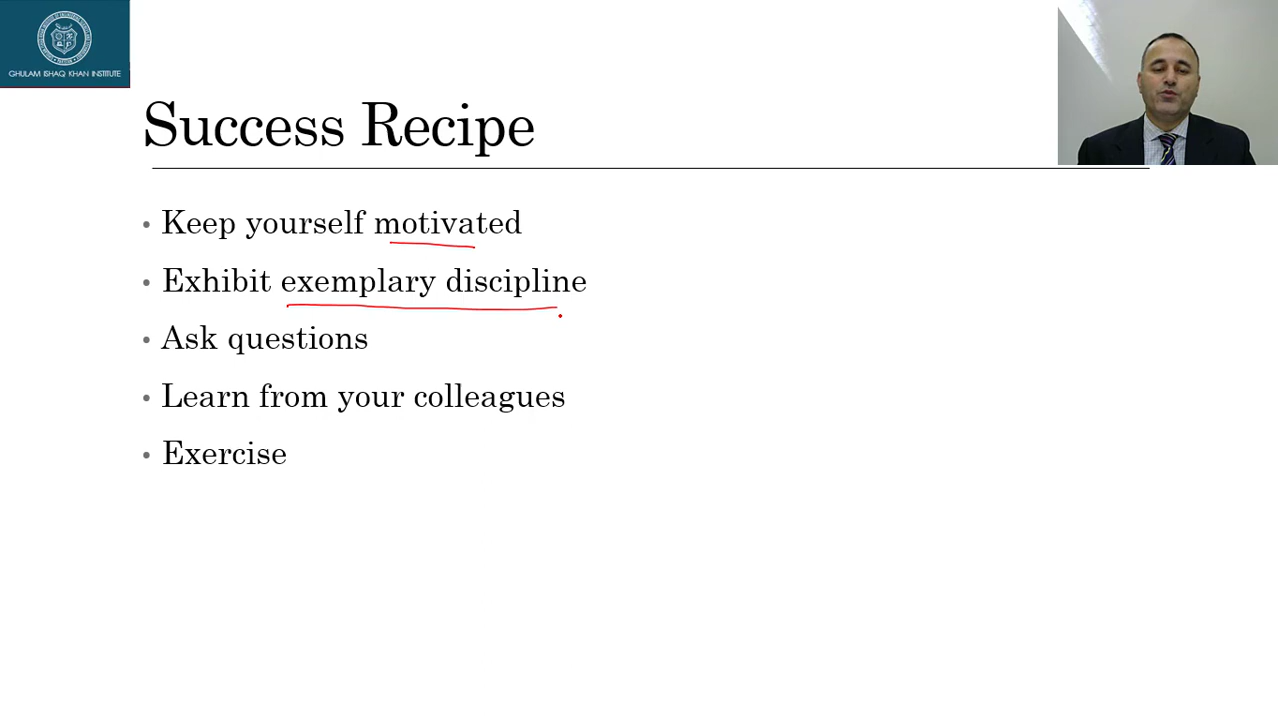 GHULAM ISHAQ KHAN INSTITUTE
Success Recipe
• Keep yourself motivated
• Exhibit exemplary discipline
• Ask questions
• Learn from your colleagues
• Exercise